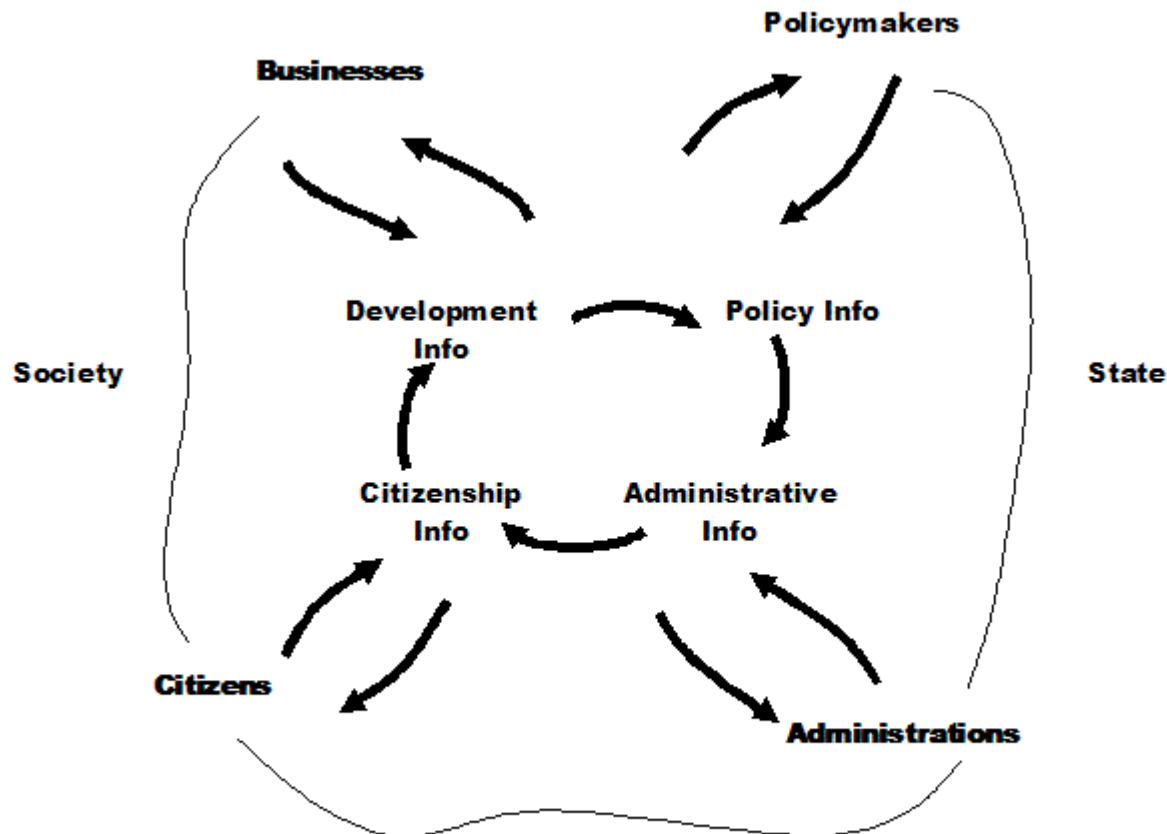 Policymakers
Businesses
Development
Info
Policy Info
Society
State
Citizenship
Info
Administrative
Info
Citizens
Administrations